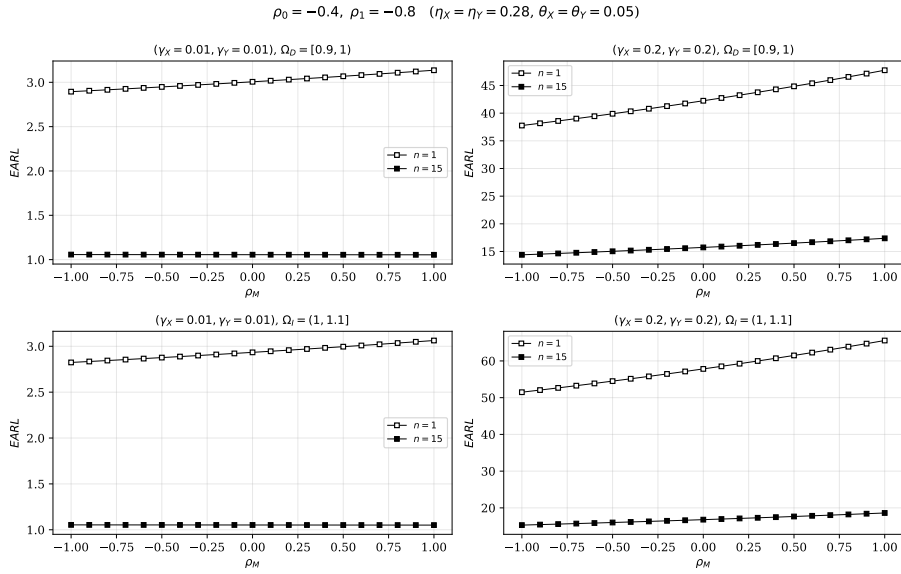 ρ₀ = −0.4, ρ₁ = −0.8 (η_X = η_Y = 0.28, θ_X = θ_Y = 0.05)
(γ_X = 0.01, γ_Y = 0.01), Ω_D = [0.9, 1)
3.0
2.5
2.0
1.5
1.0
EARL
n = 1
n = 15
−1.00 −0.75 −0.50 −0.25 0.00 0.25 0.50 0.75 1.00
ρ_M
(γ_X = 0.2, γ_Y = 0.2), Ω_D = [0.9, 1)
45
40
35
30
25
20
15
EARL
n = 1
n = 15
−1.00 −0.75 −0.50 −0.25 0.00 0.25 0.50 0.75 1.00
ρ_M
(γ_X = 0.01, γ_Y = 0.01), Ω_I = (1, 1.1]
3.0
2.5
2.0
1.5
1.0
EARL
n = 1
n = 15
−1.00 −0.75 −0.50 −0.25 0.00 0.25 0.50 0.75 1.00
ρ_M
(γ_X = 0.2, γ_Y = 0.2), Ω_I = (1, 1.1]
60
50
40
30
20
EARL
n = 1
n = 15
−1.00 −0.75 −0.50 −0.25 0.00 0.25 0.50 0.75 1.00
ρ_M